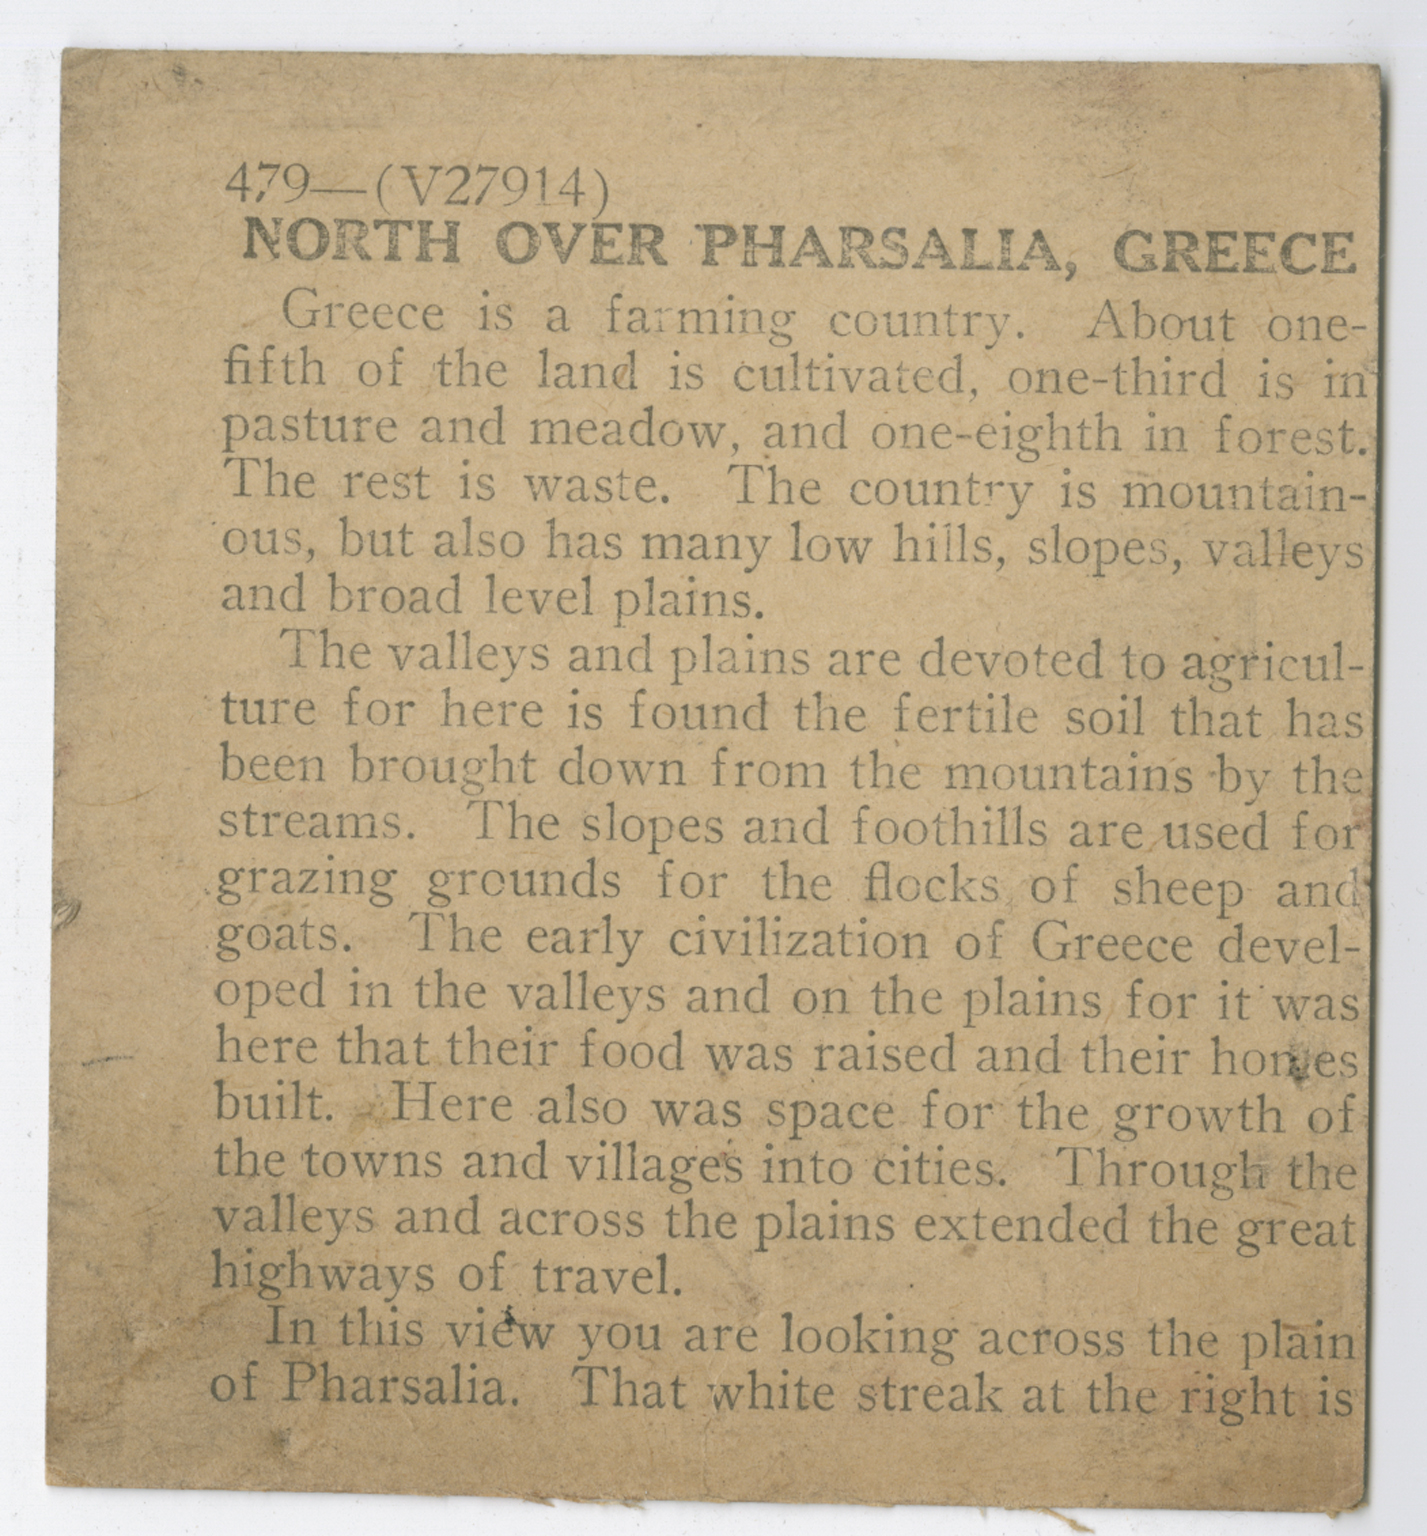 479—(V27914)
NORTH OVER PHARSALIA, GREECE
Greece is a farming country. About one-
fifth of the land is cultivated, one-third is in
pasture and meadow, and one-eighth in forest.
The rest is waste. The country is mountain-
ous, but also has many low hills, slopes, valleys
and broad level plains.
The valleys and plains are devoted to agricul-
ture for here is found the fertile soil that has
been brought down from the mountains by the
streams. The slopes and foothills are used for
grazing grounds for the flocks of sheep and
goats. The early civilization of Greece devel-
oped in the valleys and on the plains for it was
here that their food was raised and their homes
built. Here also was space for the growth of
the towns and villages into cities. Through the
valleys and across the plains extended the great
highways of travel.
In this view you are looking across the plain
of Pharsalia. That white streak at the right is